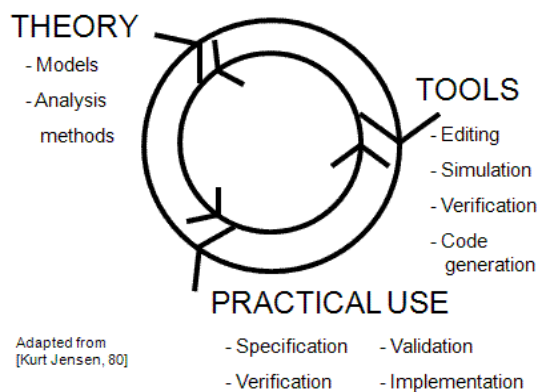 THEORY
- Models
- Analysis
methods
TOOLS
- Editing
- Simulation
- Verification
- Code
generation
PRACTICAL USE
- Specification - Validation
- Verification - Implementation
Adapted from
[Kurt Jensen, 80]